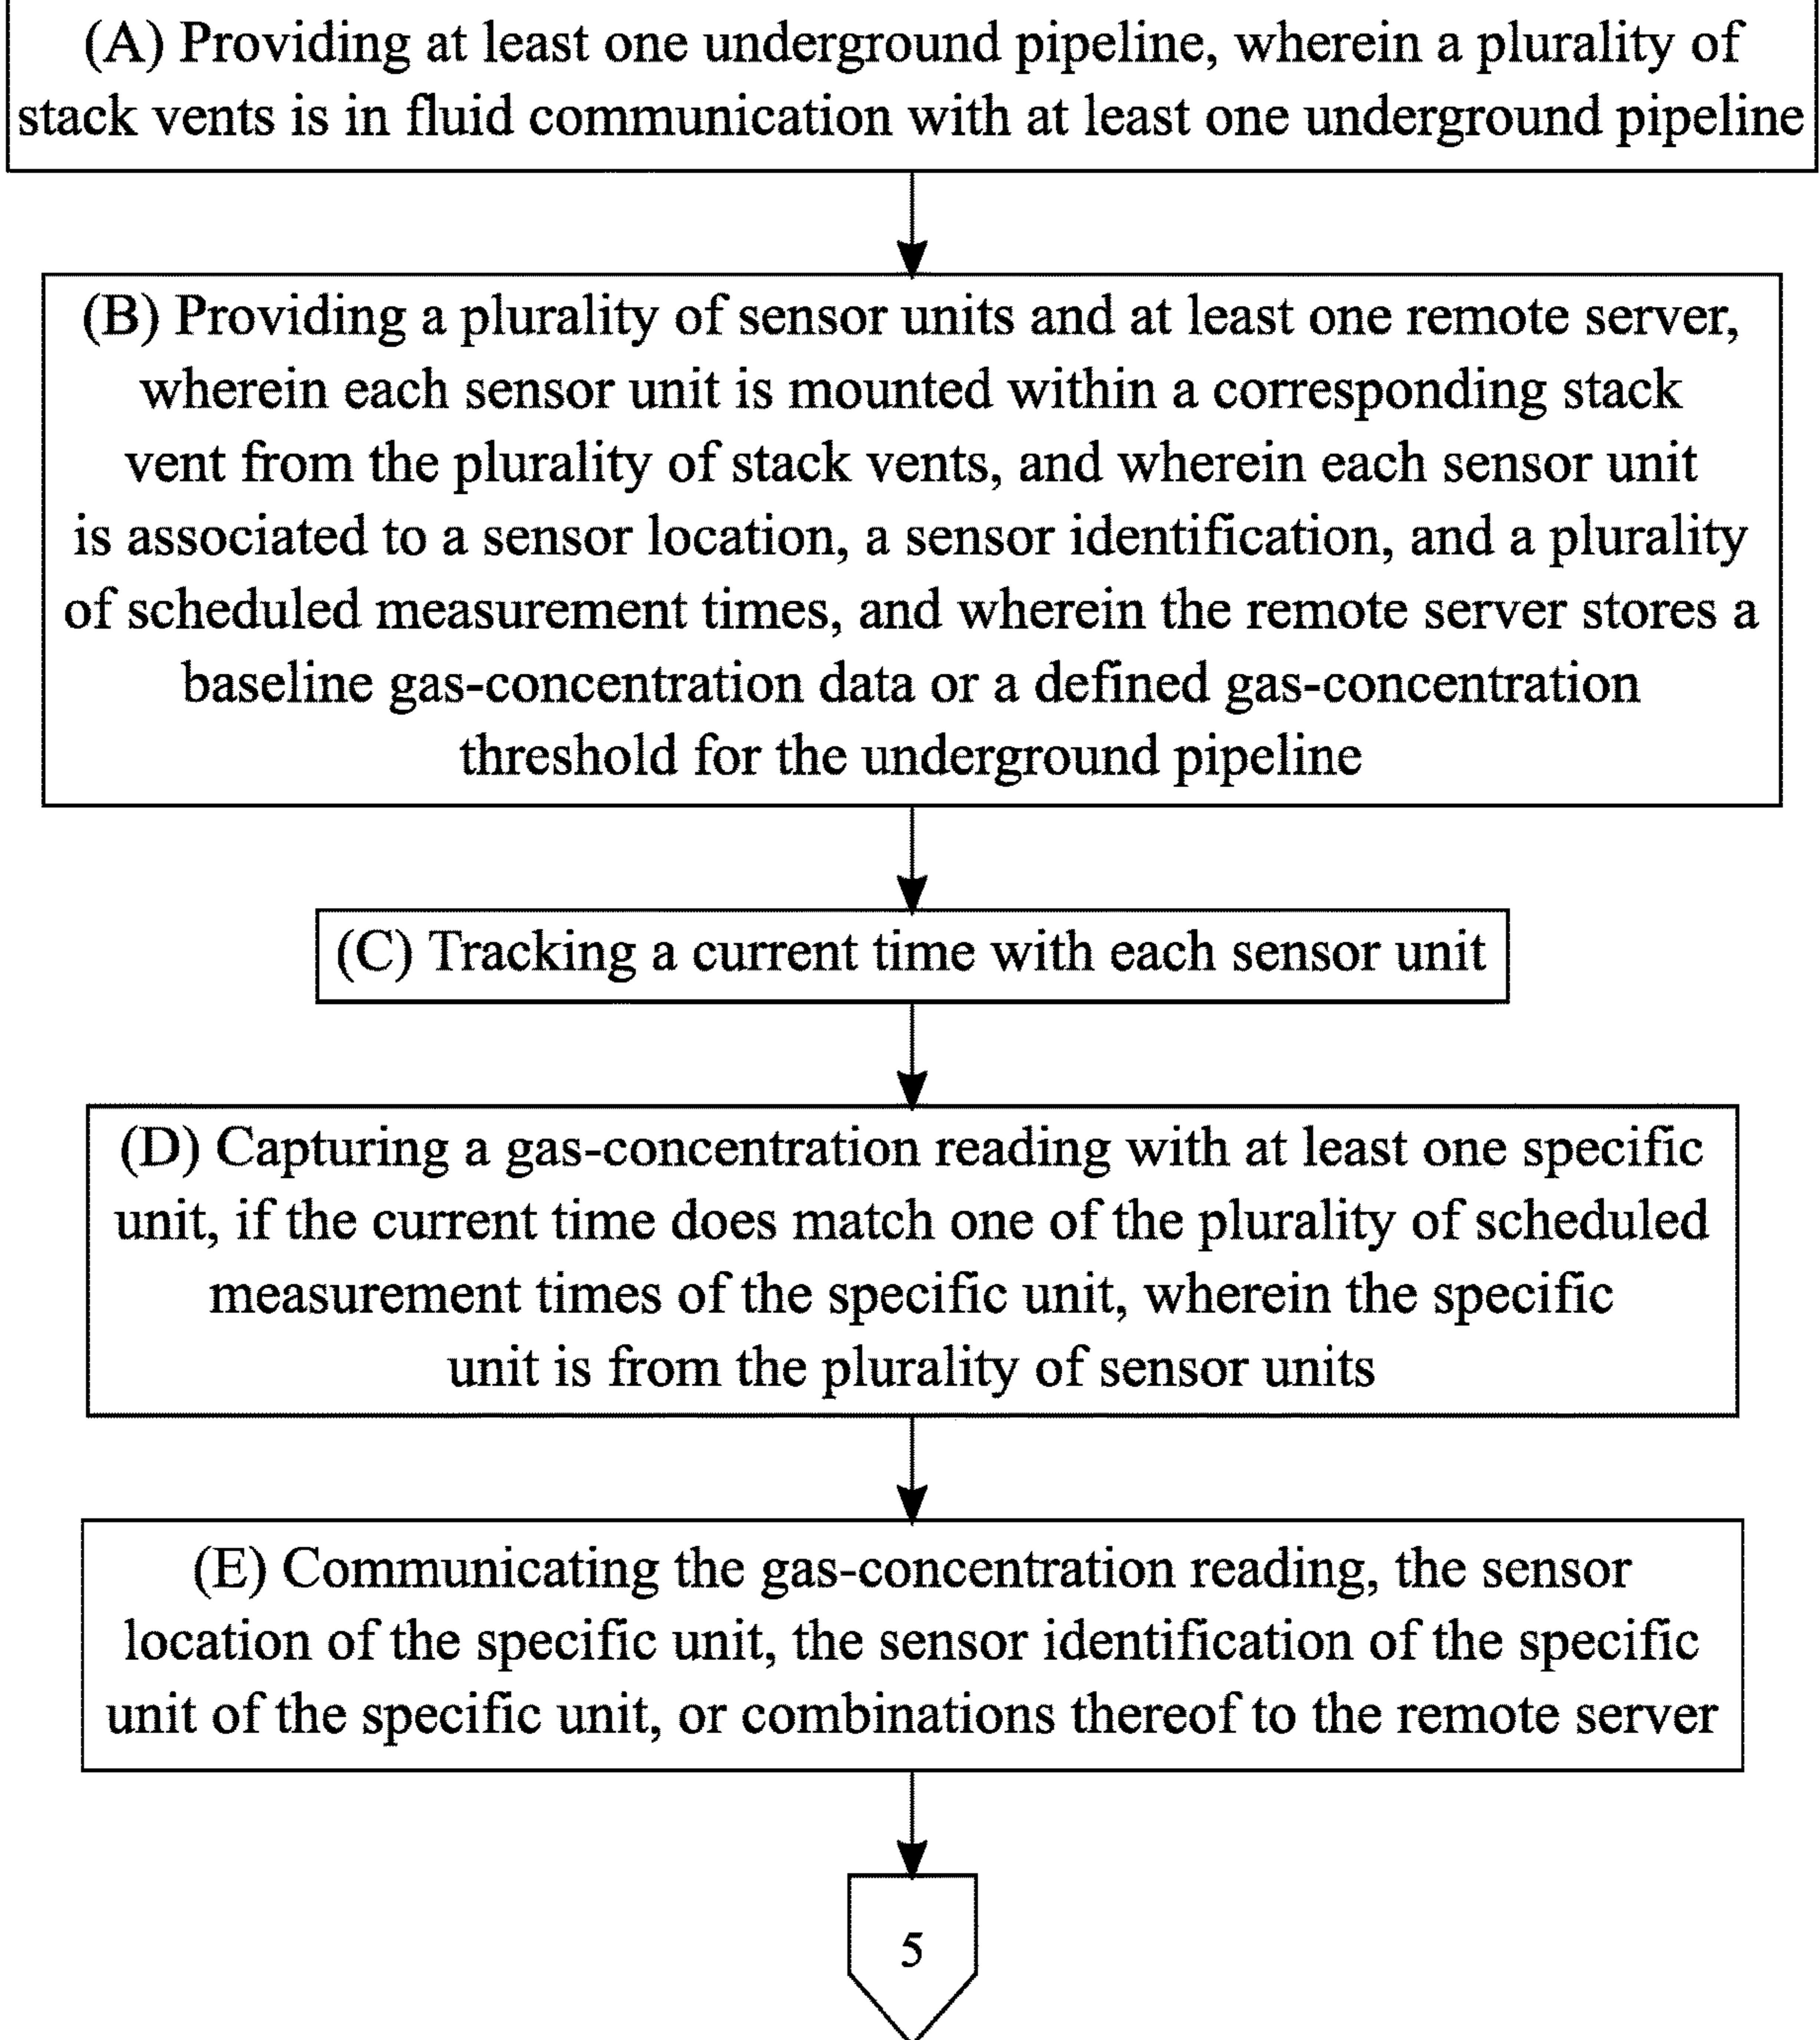 (A) Providing at least one underground pipeline, wherein a plurality of
stack vents is in fluid communication with at least one underground pipeline
(B) Providing a plurality of sensor units and at least one remote server,
wherein each sensor unit is mounted within a corresponding stack
vent from the plurality of stack vents, and wherein each sensor unit
is associated to a sensor location, a sensor identification, and a plurality
of scheduled measurement times, and wherein the remote server stores a
baseline gas-concentration data or a defined gas-concentration
threshold for the underground pipeline
(C) Tracking a current time with each sensor unit
(D) Capturing a gas-concentration reading with at least one specific
unit, if the current time does match one of the plurality of scheduled
measurement times of the specific unit, wherein the specific
unit is from the plurality of sensor units
(E) Communicating the gas-concentration reading, the sensor
location of the specific unit, the sensor identification of the specific
unit of the specific unit, or combinations thereof to the remote server
5